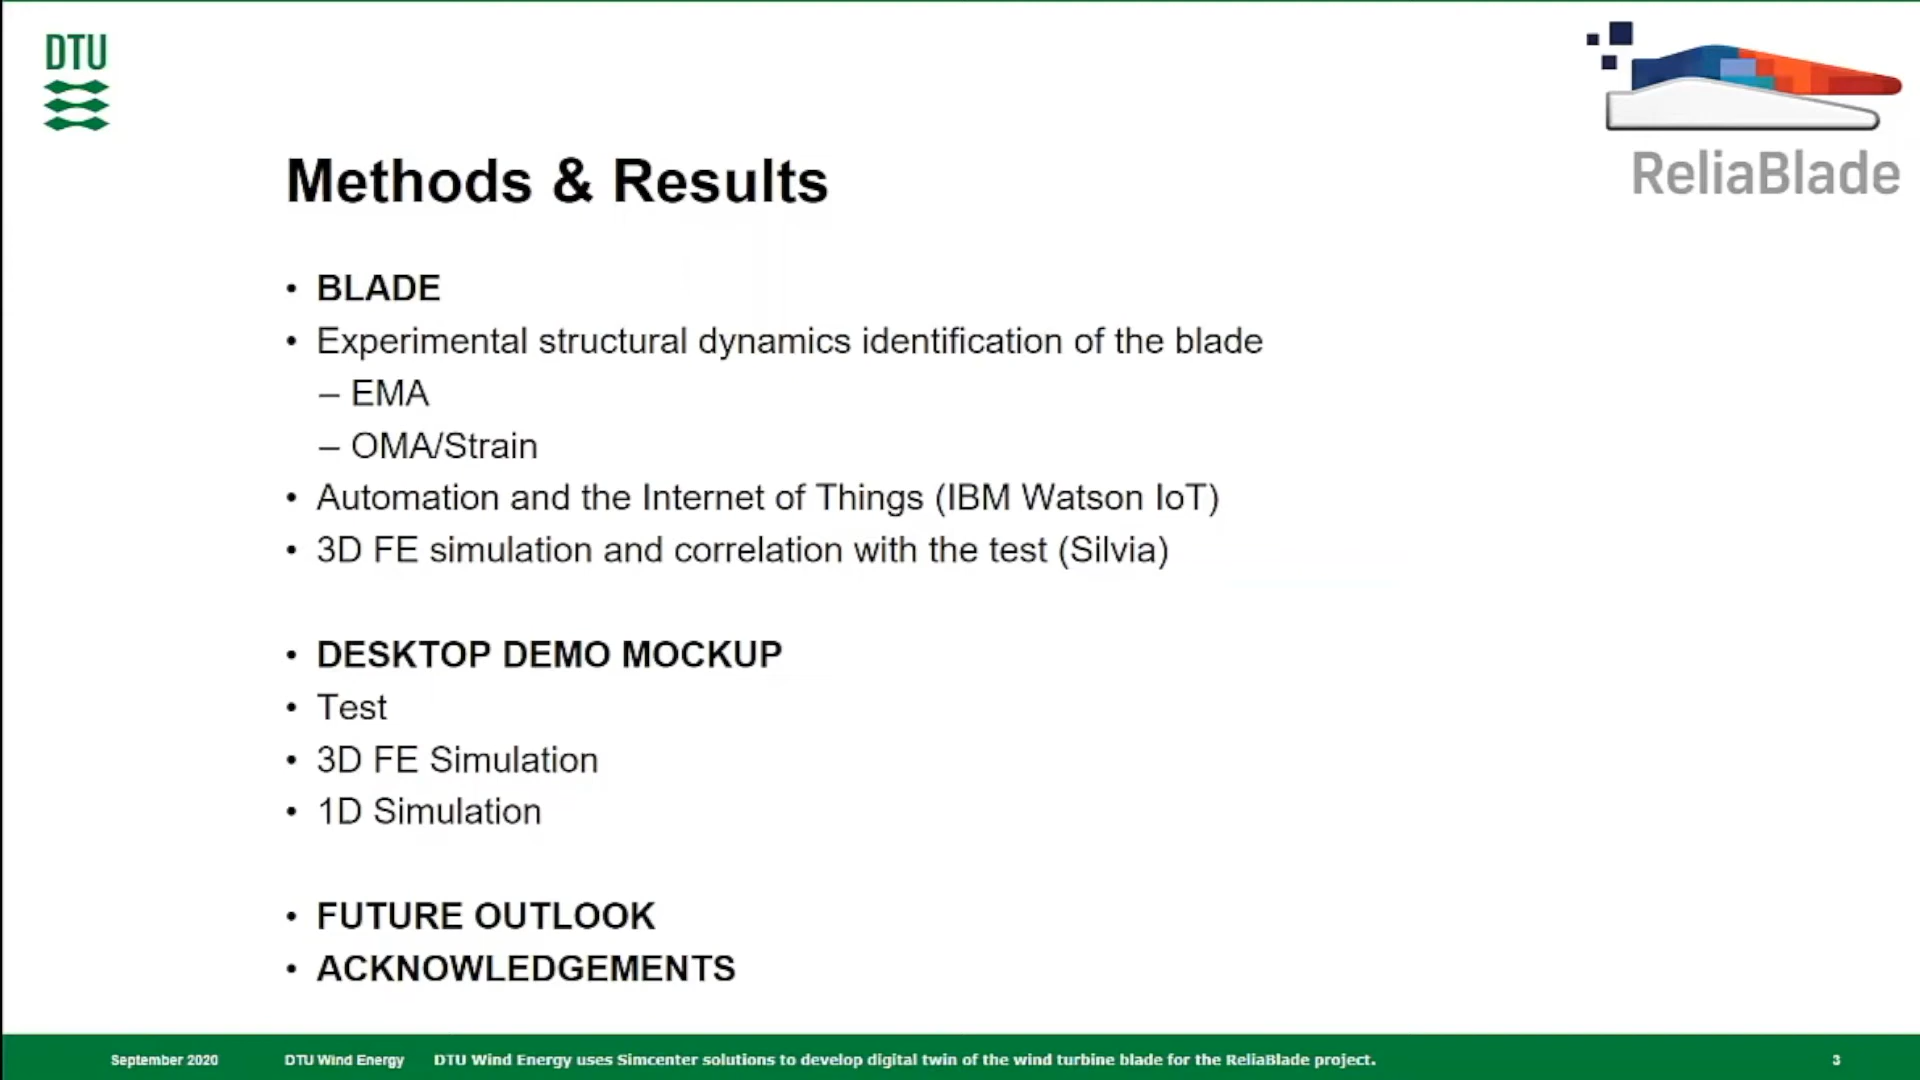 DTU
ReliaBlade
Methods & Results
• BLADE
• Experimental structural dynamics identification of the blade
– EMA
– OMA/Strain
• Automation and the Internet of Things (IBM Watson IoT)
• 3D FE simulation and correlation with the test (Silvia)
• DESKTOP DEMO MOCKUP
• Test
• 3D FE Simulation
• 1D Simulation
• FUTURE OUTLOOK
• ACKNOWLEDGEMENTS
September 2020 DTU Wind Energy DTU Wind Energy uses Simcenter solutions to develop digital twin of the wind turbine blade for the ReliaBlade project. 3